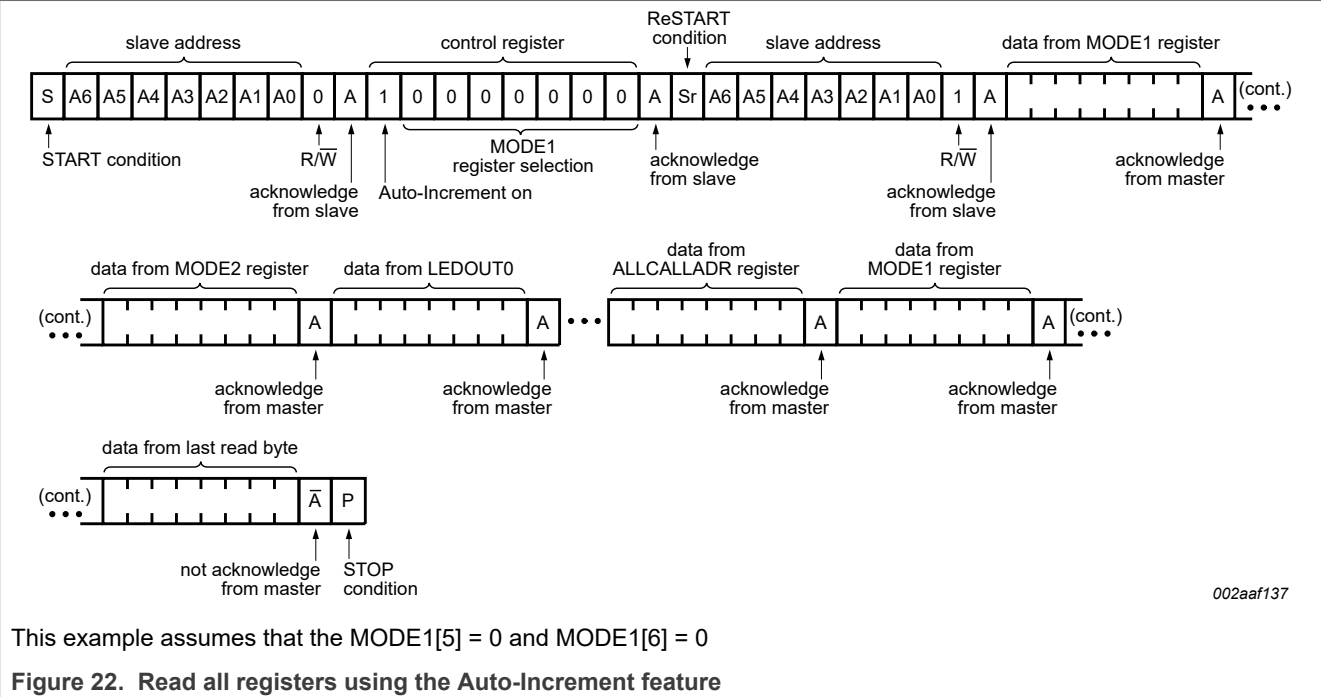 ReSTART
condition
slave address
control register
slave address
data from MODE1 register
S A6 A5 A4 A3 A2 A1 A0 0 A 1 0 0 0 0 0 0 0 A Sr A6 A5 A4 A3 A2 A1 A0 1 A A (cont.)
START condition
R/W̅
MODE1
register selection
acknowledge
from slave
R/W̅
acknowledge
from master
acknowledge
from slave
Auto-Increment on
acknowledge
from slave
data from MODE2 register
data from LEDOUT0
data from
ALLCALLADR register
data from
MODE1 register
(cont.) A A A A (cont.)
acknowledge
from master
acknowledge
from master
acknowledge
from master
acknowledge
from master
data from last read byte
(cont.) A̅ P
not acknowledge
from master
STOP
condition
002aaf137
This example assumes that the MODE1[5] = 0 and MODE1[6] = 0
Figure 22. Read all registers using the Auto-Increment feature